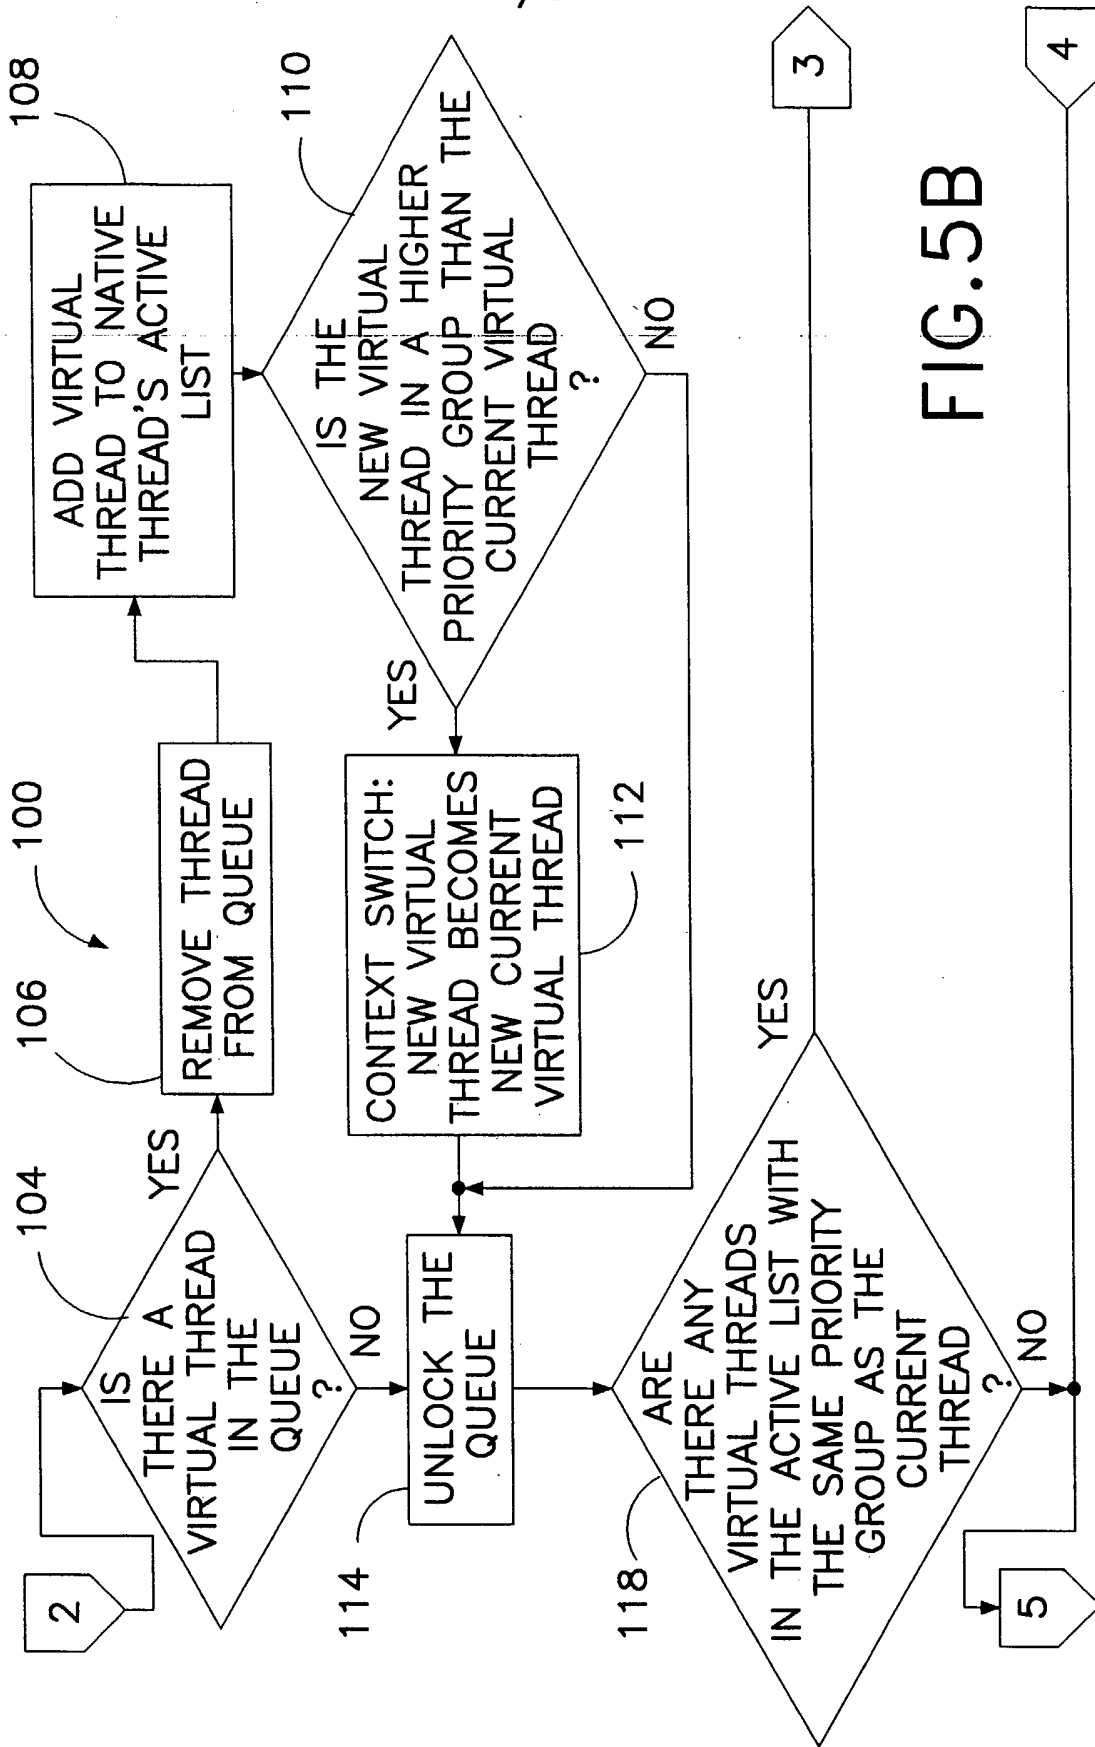 2
104
IS
THERE A
VIRTUAL THREAD
IN THE
QUEUE
?
YES
NO
106
100
REMOVE THREAD
FROM QUEUE
108
ADD VIRTUAL
THREAD TO NATIVE
THREAD'S ACTIVE
LIST
110
IS THE
NEW VIRTUAL
THREAD IN A HIGHER
PRIORITY GROUP THAN THE
CURRENT VIRTUAL
THREAD
?
YES
NO
CONTEXT SWITCH:
NEW VIRTUAL
THREAD BECOMES
NEW CURRENT
VIRTUAL THREAD
112
114
UNLOCK THE
QUEUE
118
ARE
THERE ANY
VIRTUAL THREADS
IN THE ACTIVE LIST WITH
THE SAME PRIORITY
GROUP AS THE
CURRENT
THREAD
?
YES
NO
3
5
4
FIG.5B